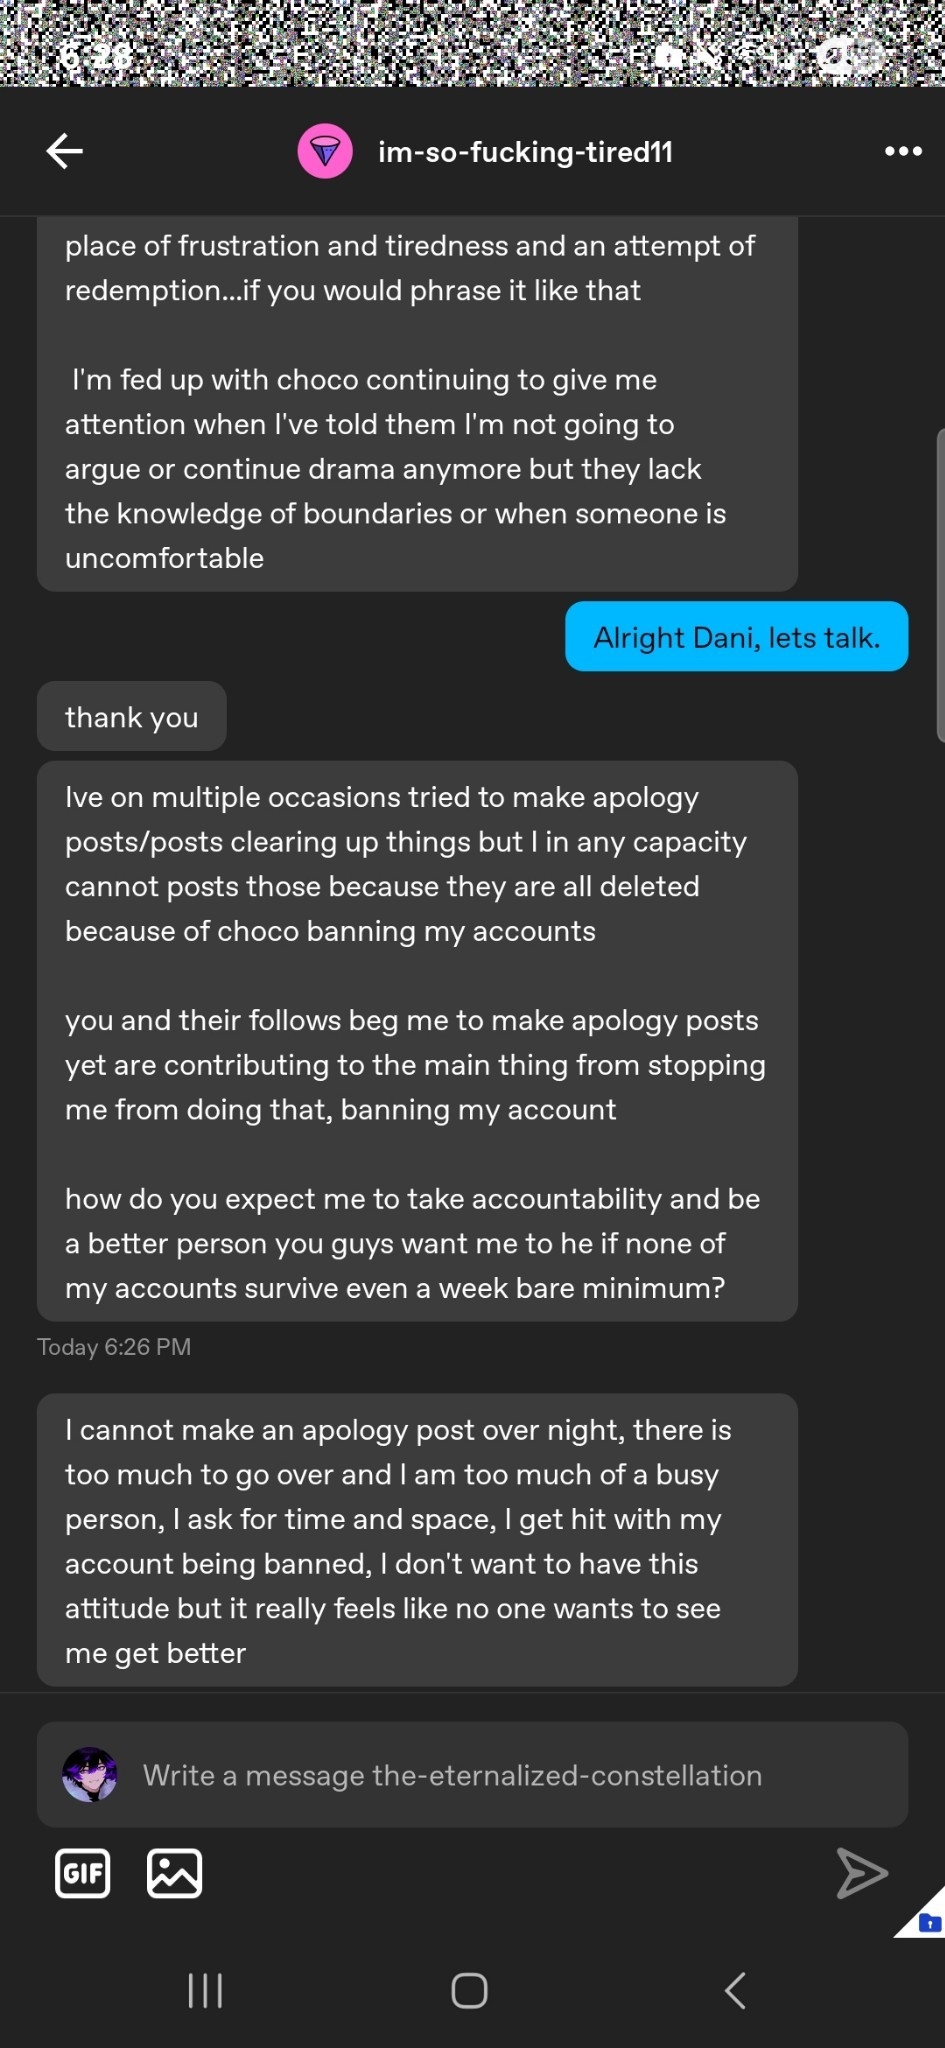 6:28
im-so-fucking-tired11
place of frustration and tiredness and an attempt of
redemption...if you would phrase it like that
I'm fed up with choco continuing to give me
attention when I've told them I'm not going to
argue or continue drama anymore but they lack
the knowledge of boundaries or when someone is
uncomfortable
Alright Dani, lets talk.
thank you
Ive on multiple occasions tried to make apology
posts/posts clearing up things but I in any capacity
cannot posts those because they are all deleted
because of choco banning my accounts
you and their follows beg me to make apology posts
yet are contributing to the main thing from stopping
me from doing that, banning my account
how do you expect me to take accountability and be
a better person you guys want me to he if none of
my accounts survive even a week bare minimum?
Today 6:26 PM
I cannot make an apology post over night, there is
too much to go over and I am too much of a busy
person, I ask for time and space, I get hit with my
account being banned, I don't want to have this
attitude but it really feels like no one wants to see
me get better
Write a message the-eternalized-constellation
GIF